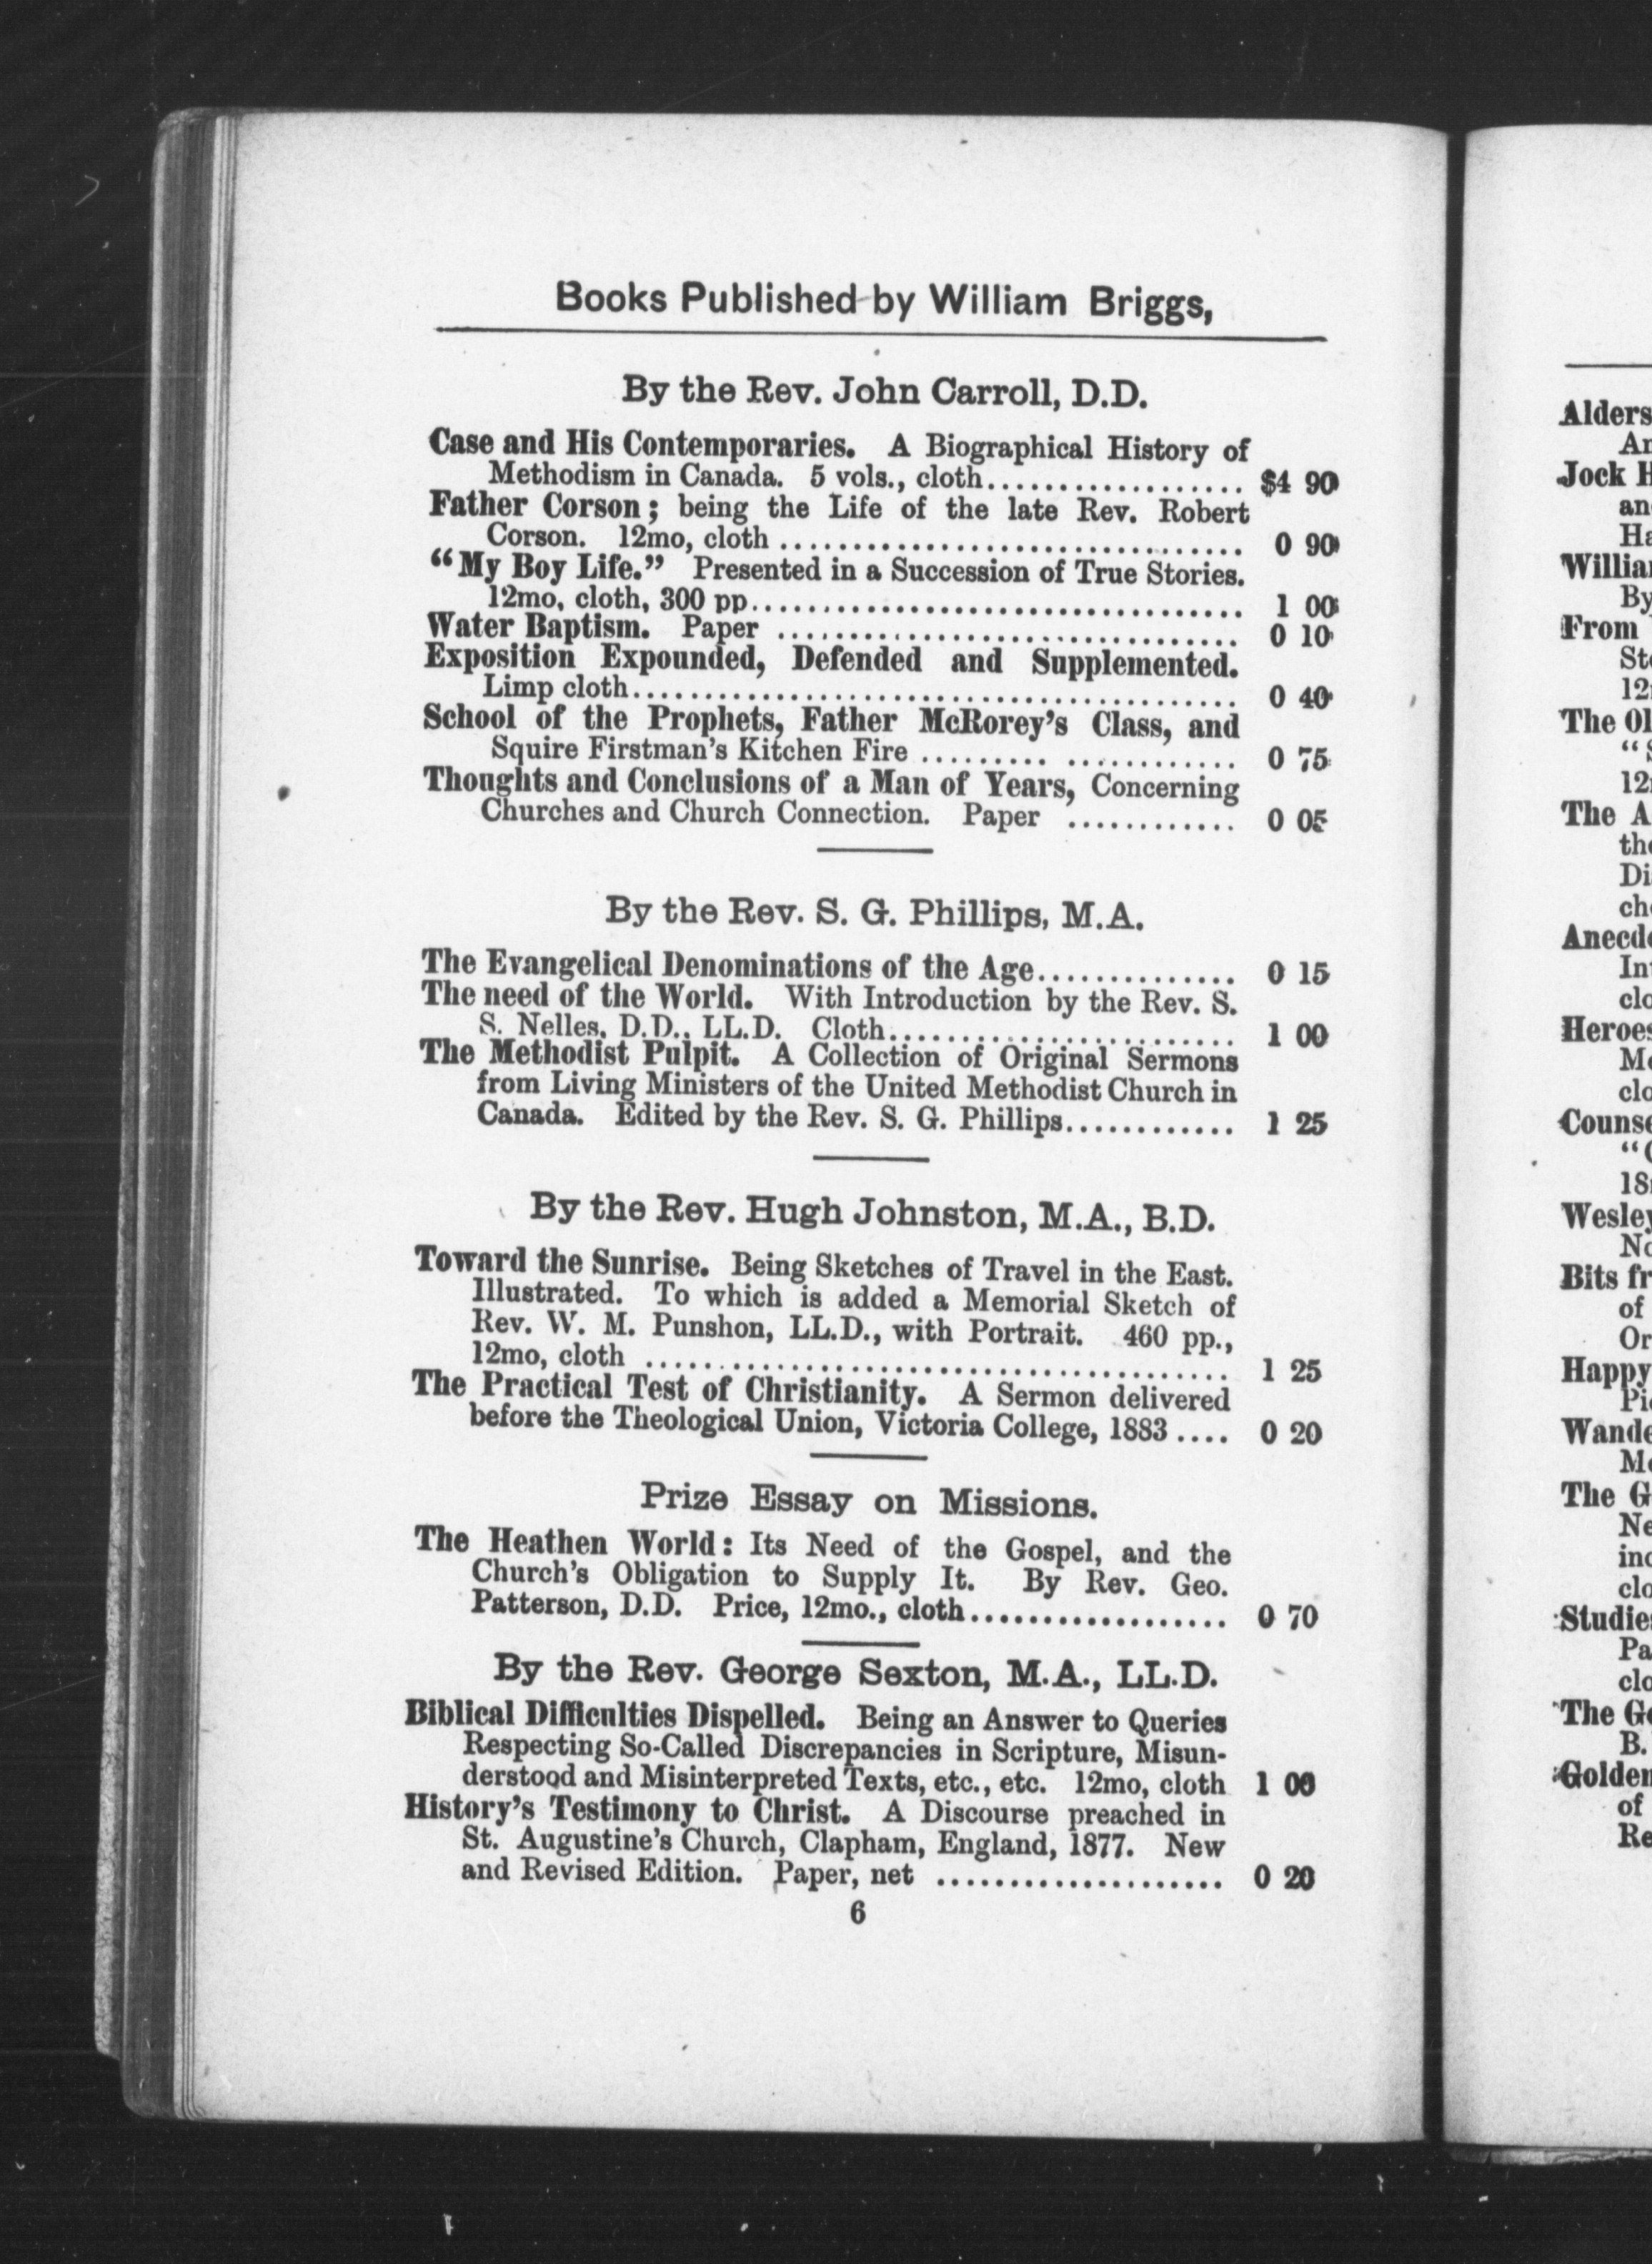 Books Published by William Briggs,
By the Rev. John Carroll, D.D.
Case and His Contemporaries. A Biographical History of
Methodism in Canada. 5 vols., cloth.................. $4 90
Father Corson; being the Life of the late Rev. Robert
Corson. 12mo, cloth ................................ 0 90
"My Boy Life." Presented in a Succession of True Stories.
12mo, cloth, 300 pp.................................. 1 00
Water Baptism. Paper ................................ 0 10
Exposition Expounded, Defended and Supplemented.
Limp cloth.......................................... 0 40
School of the Prophets, Father McRorey's Class, and
Squire Firstman's Kitchen Fire ......... ............ 0 75
Thoughts and Conclusions of a Man of Years, Concerning
Churches and Church Connection. Paper ............ 0 05
By the Rev. S. G. Phillips, M.A.
The Evangelical Denominations of the Age.............. 0 15
The need of the World. With Introduction by the Rev. S.
S. Nelles, D.D., LL.D. Cloth........................ 1 00
The Methodist Pulpit. A Collection of Original Sermons
from Living Ministers of the United Methodist Church in
Canada. Edited by the Rev. S. G. Phillips............ 1 25
By the Rev. Hugh Johnston, M.A., B.D.
Toward the Sunrise. Being Sketches of Travel in the East.
Illustrated. To which is added a Memorial Sketch of
Rev. W. M. Punshon, LL.D., with Portrait. 460 pp.,
12mo, cloth ........................................ 1 25
The Practical Test of Christianity. A Sermon delivered
before the Theological Union, Victoria College, 1883 .... 0 20
Prize Essay on Missions.
The Heathen World: Its Need of the Gospel, and the
Church's Obligation to Supply It. By Rev. Geo.
Patterson, D.D. Price, 12mo., cloth.................. 0 70
By the Rev. George Sexton, M.A., LL.D.
Biblical Difficulties Dispelled. Being an Answer to Queries
Respecting So-Called Discrepancies in Scripture, Misun-
derstood and Misinterpreted Texts, etc., etc. 12mo, cloth 1 00
History's Testimony to Christ. A Discourse preached in
St. Augustine's Church, Clapham, England, 1877. New
and Revised Edition. Paper, net .................... 0 20
6
Jock
From
The
of
The
of